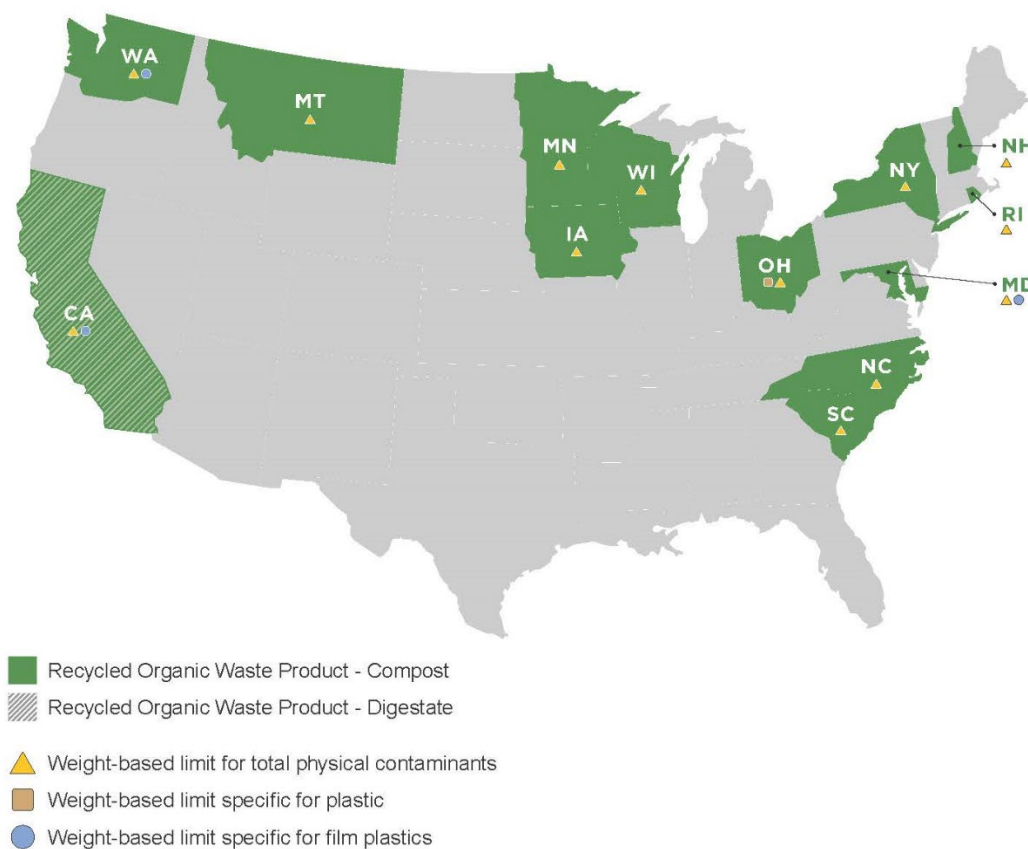 WA
MT
MN
WI
IA
NY
NH
RI
OH
MD
CA
NC
SC
Recycled Organic Waste Product - Compost
Recycled Organic Waste Product - Digestate
Weight-based limit for total physical contaminants
Weight-based limit specific for plastic
Weight-based limit specific for film plastics